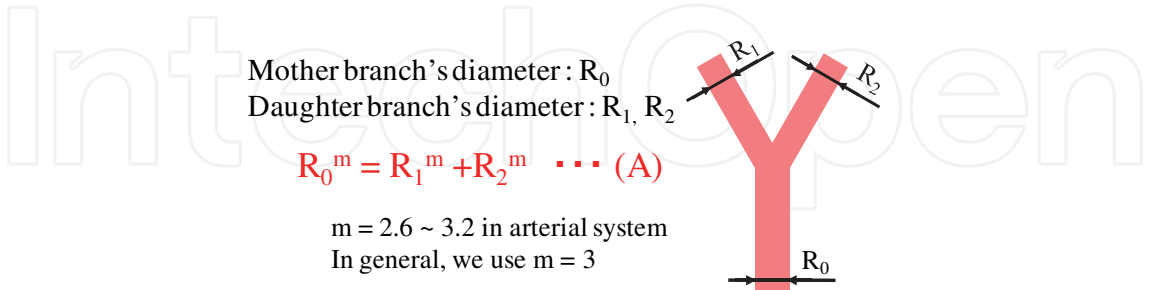 IntechOpen
Mother branch's diameter : R₀
Daughter branch's diameter : R₁, R₂
R₀ᵐ = R₁ᵐ +R₂ᵐ ··· (A)
m = 2.6 ~ 3.2 in arterial system
In general, we use m = 3
R₁
R₂
R₀